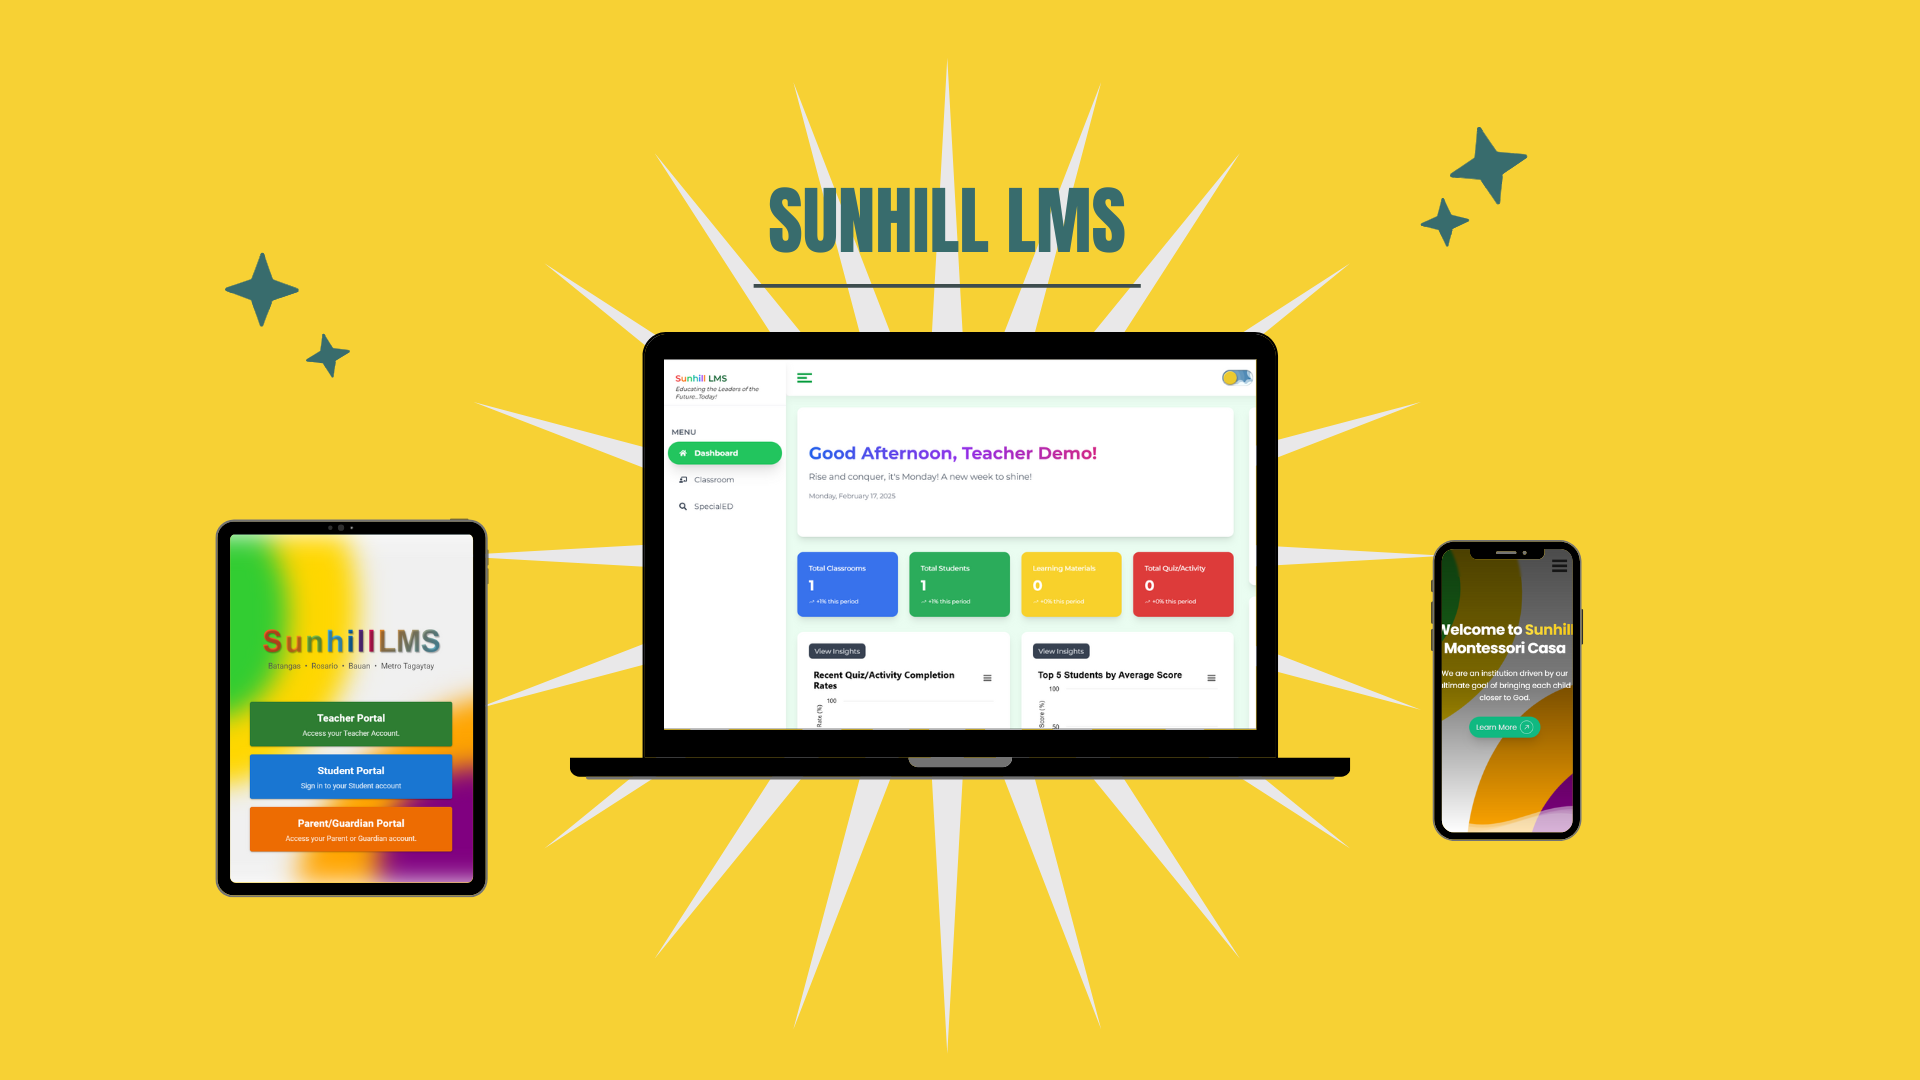 SUNHILL LMS
Sunhill LMS
Educating the Leaders of the
Future...Today!
MENU
Dashboard
Classroom
SpecialED
Good Afternoon, Teacher Demo!
Rise and conquer, it's Monday! A new week to shine!
Monday, February 17, 2025
Total Classrooms
1
+1% this period
Total Students
1
+1% this period
Learning Materials
0
+0% this period
Total Quiz/Activity
0
+0% this period
View Insights
Recent Quiz/Activity Completion
Rates
100
Rate (%)
View Insights
Top 5 Students by Average Score
100
Score (%)
50
SunhillLMS
Batangas • Rosario • Bauan • Metro Tagaytay
Teacher Portal
Access your Teacher Account.
Student Portal
Sign in to your Student account
Parent/Guardian Portal
Access your Parent or Guardian account.
Welcome to Sunhill
Montessori Casa
We are an institution driven by our
ultimate goal of bringing each child
closer to God.
Learn More